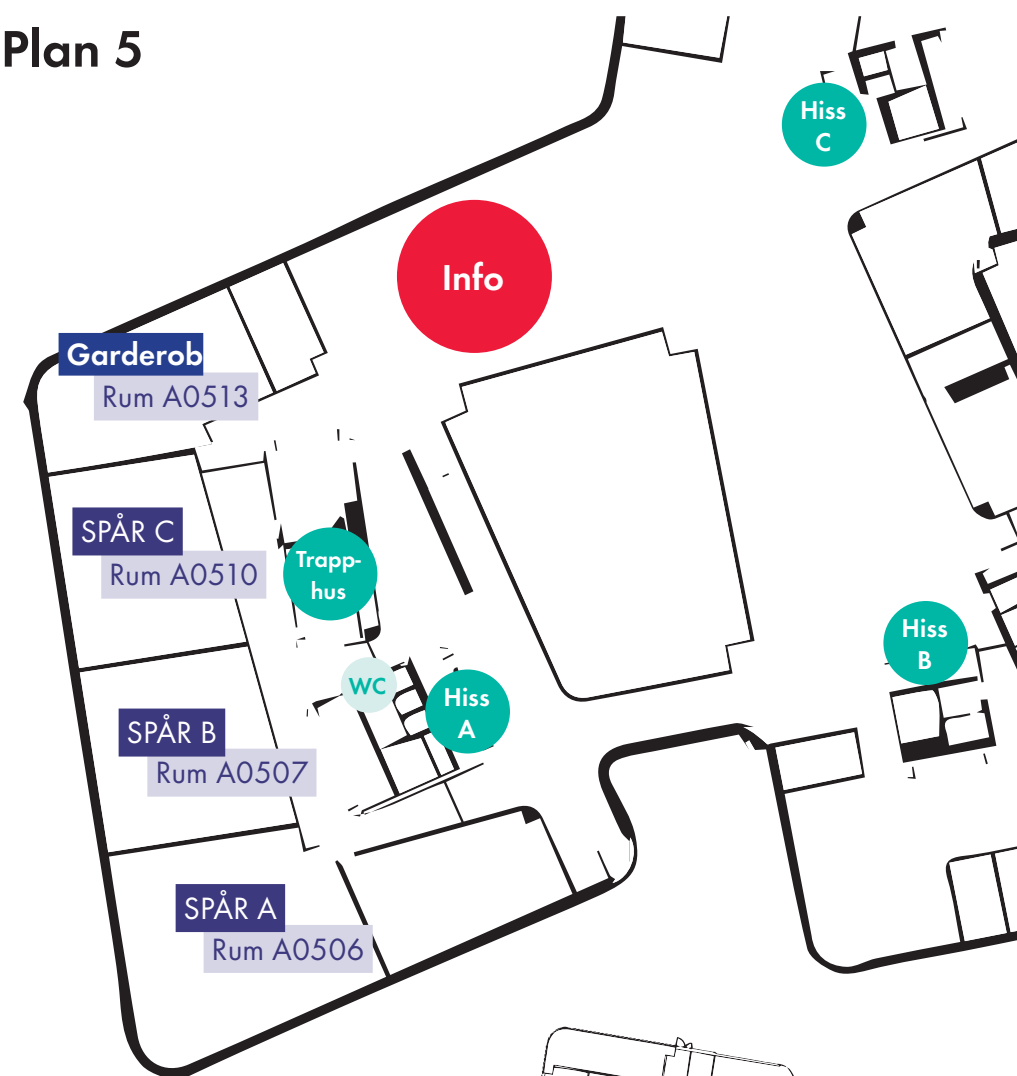 Plan 5
Hiss
C
Info
Garderob
Rum A0513
SPÅR C
Rum A0510
Trapp-
hus
Hiss
B
WC
Hiss
A
SPÅR B
Rum A0507
SPÅR A
Rum A0506